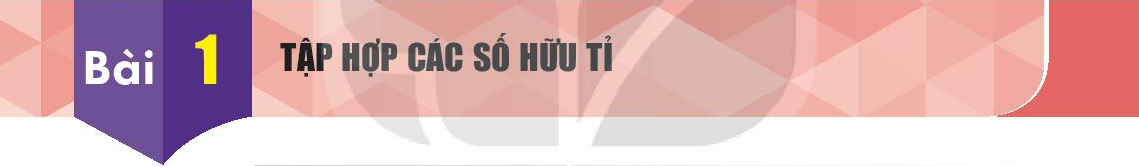 Bài 1 TẬP HỢP CÁC SỐ HỮU TỈ